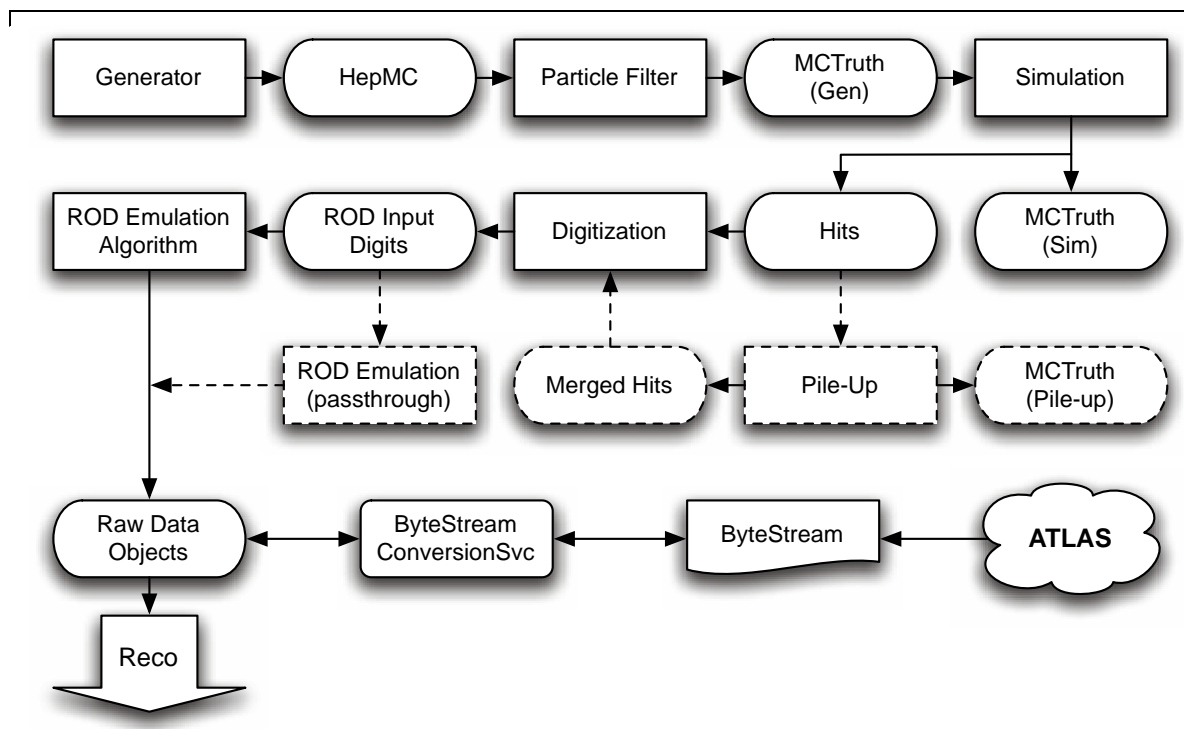 Generator
HepMC
Particle Filter
MCTruth
(Gen)
Simulation
ROD Emulation
Algorithm
ROD Input
Digits
Digitization
Hits
MCTruth
(Sim)
ROD Emulation
(passthrough)
Merged Hits
Pile-Up
MCTruth
(Pile-up)
Raw Data
Objects
ByteStream
ConversionSvc
ByteStream
ATLAS
Reco